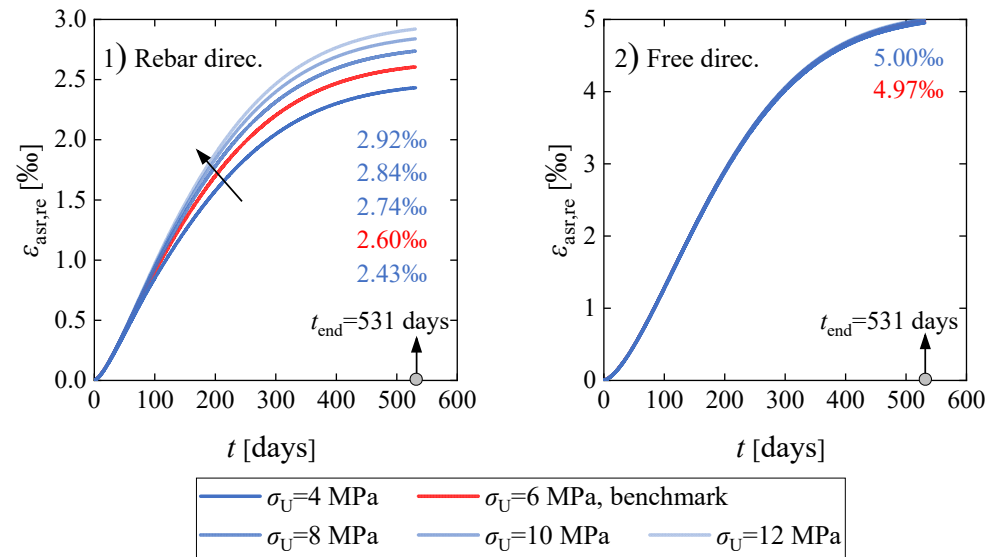 1) Rebar direc.
ε_asr,re [‰]
3.0
2.5
2.0
1.5
1.0
0.5
0.0
2.92‰
2.84‰
2.74‰
2.60‰
2.43‰
t_end=531 days
0 100 200 300 400 500 600
t [days]
2) Free direc.
ε_asr,re [‰]
5
4
3
2
1
0
5.00‰
4.97‰
t_end=531 days
0 100 200 300 400 500 600
t [days]
σ_U=4 MPa σ_U=6 MPa, benchmark
σ_U=8 MPa σ_U=10 MPa σ_U=12 MPa